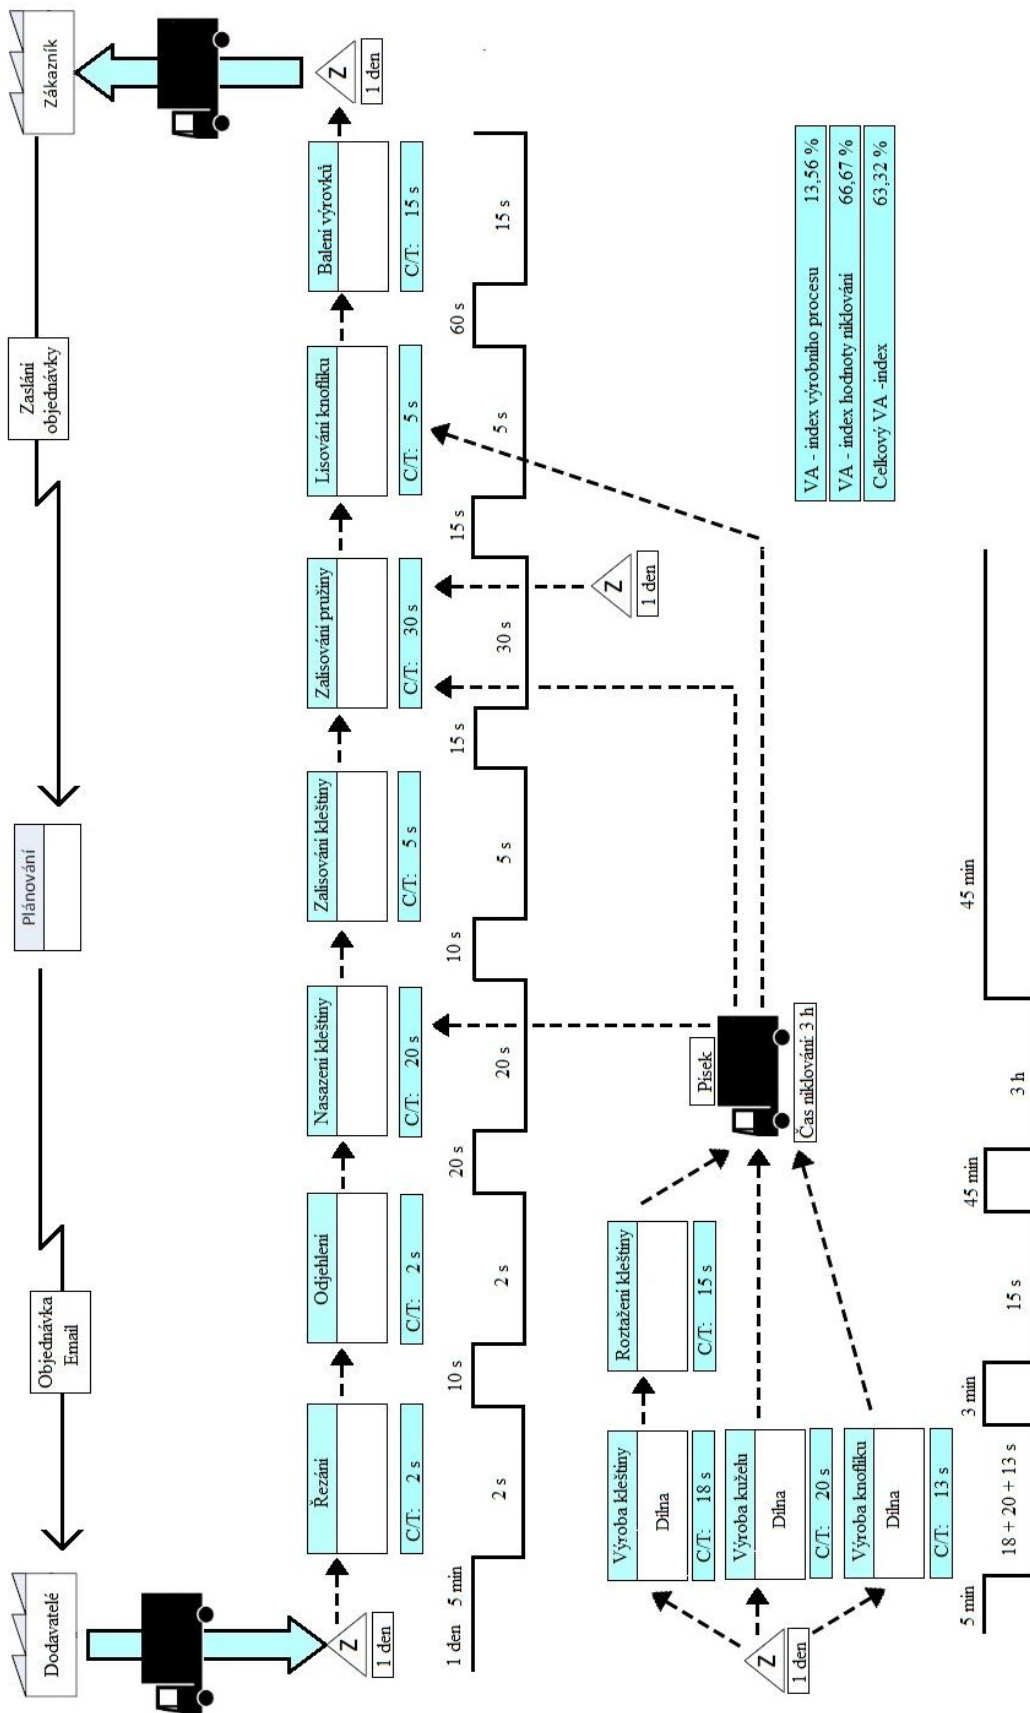 Dodavatelé
Objednávka
Email
Plánování
Zaslání
objednávky
Zákazník
Z
1 den
Řezání
C/T: 2 s
Odjehlení
C/T: 2 s
Nasazení kleštiny
C/T: 20 s
Zalisování kleštiny
C/T: 5 s
Zalisování pružiny
C/T: 30 s
Lisování knoflíku
C/T: 5 s
Balení výrovků
C/T: 15 s
Z
1 den
1 den
5 min
2 s
10 s
2 s
20 s
20 s
10 s
5 s
15 s
30 s
15 s
5 s
60 s
15 s
Z
1 den
Z
1 den
Výroba kleštiny
Dílna
C/T: 18 s
Roztažení kleštiny
C/T: 15 s
Výroba kuželu
Dílna
C/T: 20 s
Výroba knoflíku
Dílna
C/T: 13 s
Písek
Čas niklování: 3 h
VA - index výrobního procesu 13,56 %
VA - index hodnoty niklování 66,67 %
Celkový VA -index 63,32 %
5 min
18 + 20 + 13 s
3 min
15 s
45 min
3 h
45 min